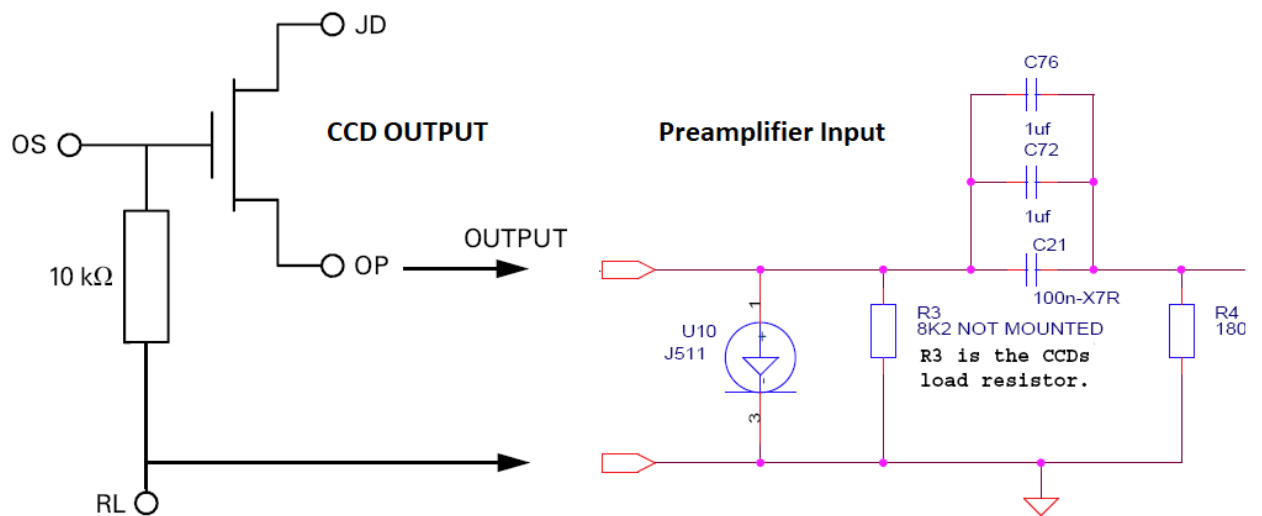 JD
OS
CCD OUTPUT
10 kΩ
OUTPUT
OP
RL
Preamplifier Input
C76
1uf
C72
1uf
C21
100n-X7R
1
U10
J511
3
R3
8K2 NOT MOUNTED
R3 is the CCDs
load resistor.
R4
180